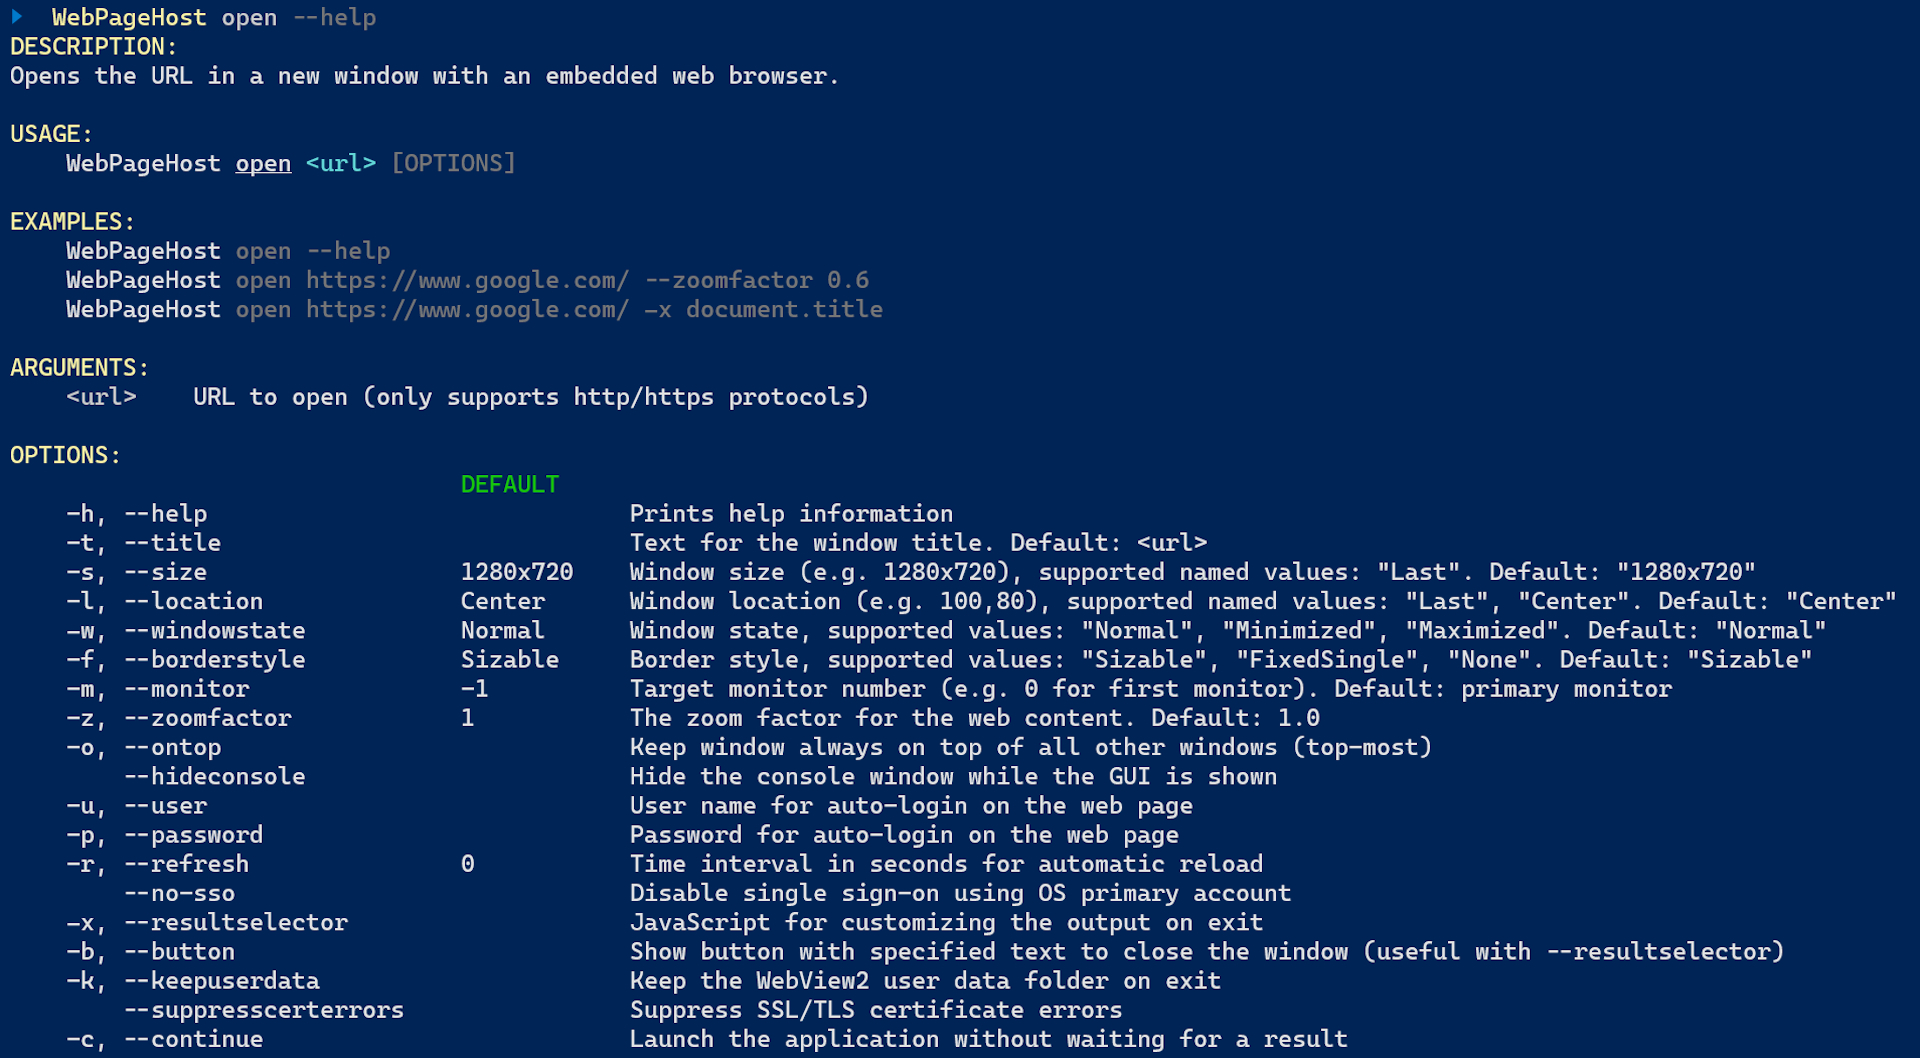 WebPageHost open --help
DESCRIPTION:
Opens the URL in a new window with an embedded web browser.
USAGE:
WebPageHost open <url> [OPTIONS]
EXAMPLES:
WebPageHost open --help
WebPageHost open https://www.google.com/ --zoomfactor 0.6
WebPageHost open https://www.google.com/ -x document.title
ARGUMENTS:
<url> URL to open (only supports http/https protocols)
OPTIONS:
DEFAULT
-h, --help Prints help information
-t, --title Text for the window title. Default: <url>
-s, --size 1280x720 Window size (e.g. 1280x720), supported named values: "Last". Default: "1280x720"
-l, --location Center Window location (e.g. 100,80), supported named values: "Last", "Center". Default: "Center"
-w, --windowstate Normal Window state, supported values: "Normal", "Minimized", "Maximized". Default: "Normal"
-f, --borderstyle Sizable Border style, supported values: "Sizable", "FixedSingle", "None". Default: "Sizable"
-m, --monitor -1 Target monitor number (e.g. 0 for first monitor). Default: primary monitor
-z, --zoomfactor 1 The zoom factor for the web content. Default: 1.0
-o, --ontop Keep window always on top of all other windows (top-most)
--hideconsole Hide the console window while the GUI is shown
-u, --user User name for auto-login on the web page
-p, --password Password for auto-login on the web page
-r, --refresh 0 Time interval in seconds for automatic reload
--no-sso Disable single sign-on using OS primary account
-x, --resultselector JavaScript for customizing the output on exit
-b, --button Show button with specified text to close the window (useful with --resultselector)
-k, --keepuserdata Keep the WebView2 user data folder on exit
--suppresscerterrors Suppress SSL/TLS certificate errors
-c, --continue Launch the application without waiting for a result